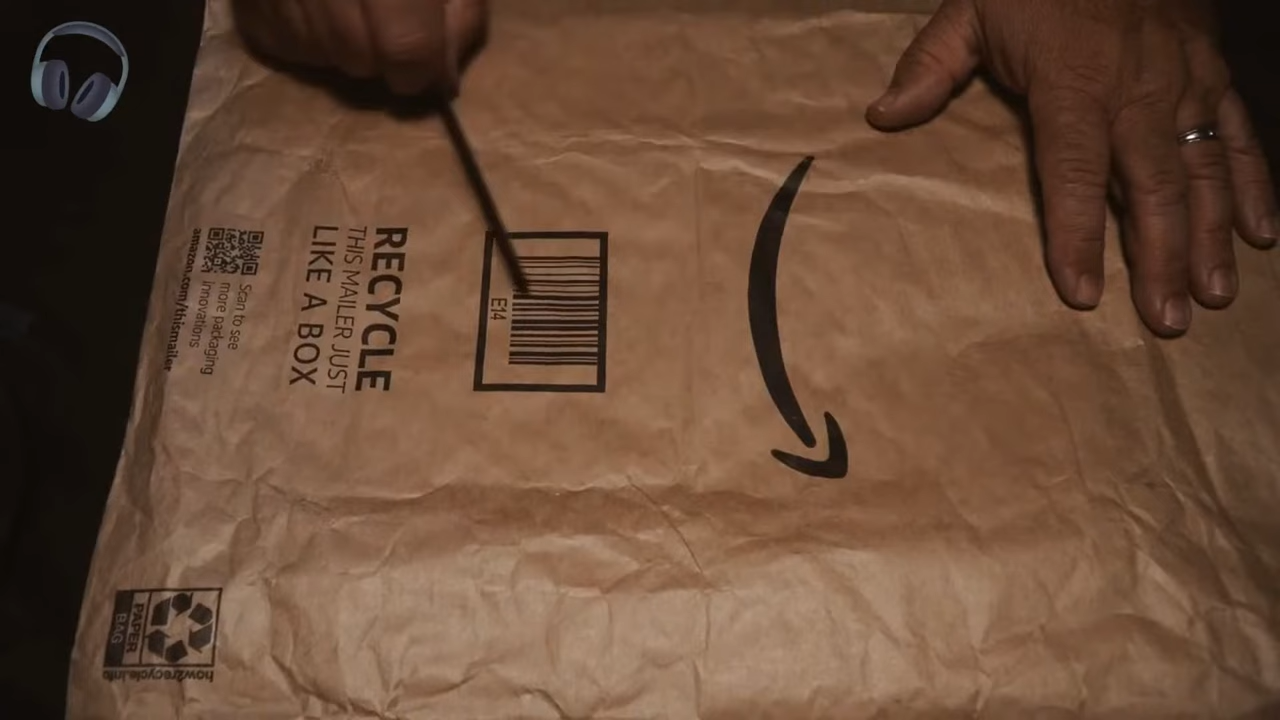 E14
RECYCLE
THIS MAILER JUST
LIKE A BOX
Scan to see
more packaging
innovations
amazon.com/thismailer
PAPER
BAG
how2recycle.info